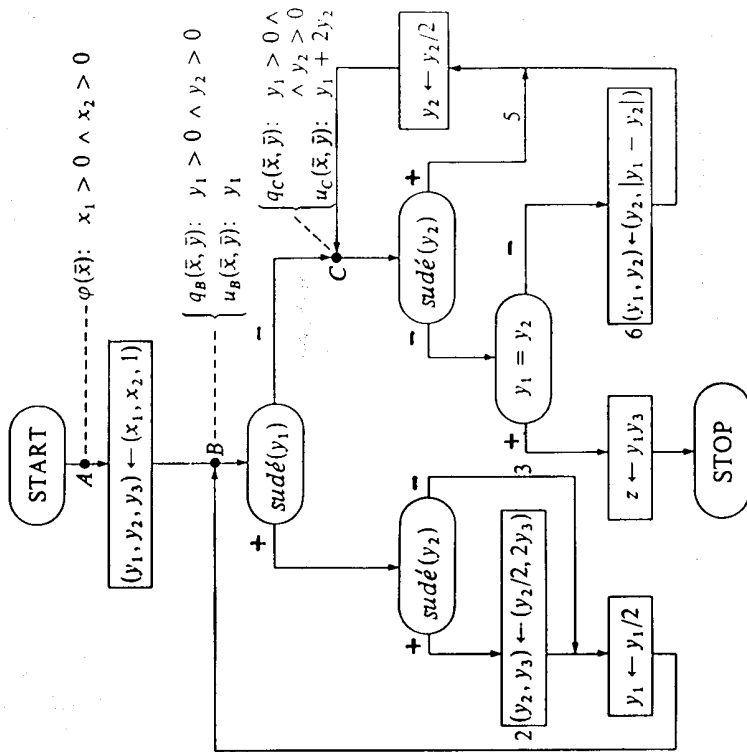 START
A
φ(x̄): x₁ > 0 ∧ x₂ > 0
(y₁, y₂, y₃) ← (x₁, x₂, 1)
B
q_B(x̄, ȳ): y₁ > 0 ∧ y₂ > 0
u_B(x̄, ȳ): y₁
sudé(y₁)
+
−
C
q_C(x̄, ȳ): y₁ > 0 ∧
∧ y₂ > 0
u_C(x̄, ȳ): y₁ + 2y₂
sudé(y₂)
+
−
3
2
(y₂, y₃) ← (y₂/2, 2y₃)
y₁ ← y₁/2
sudé(y₂)
−
+
5
y₂ ← y₂/2
y₁ = y₂
+
−
6
(y₁, y₂) ← (y₂, |y₁ − y₂|)
z ← y₁y₃
STOP